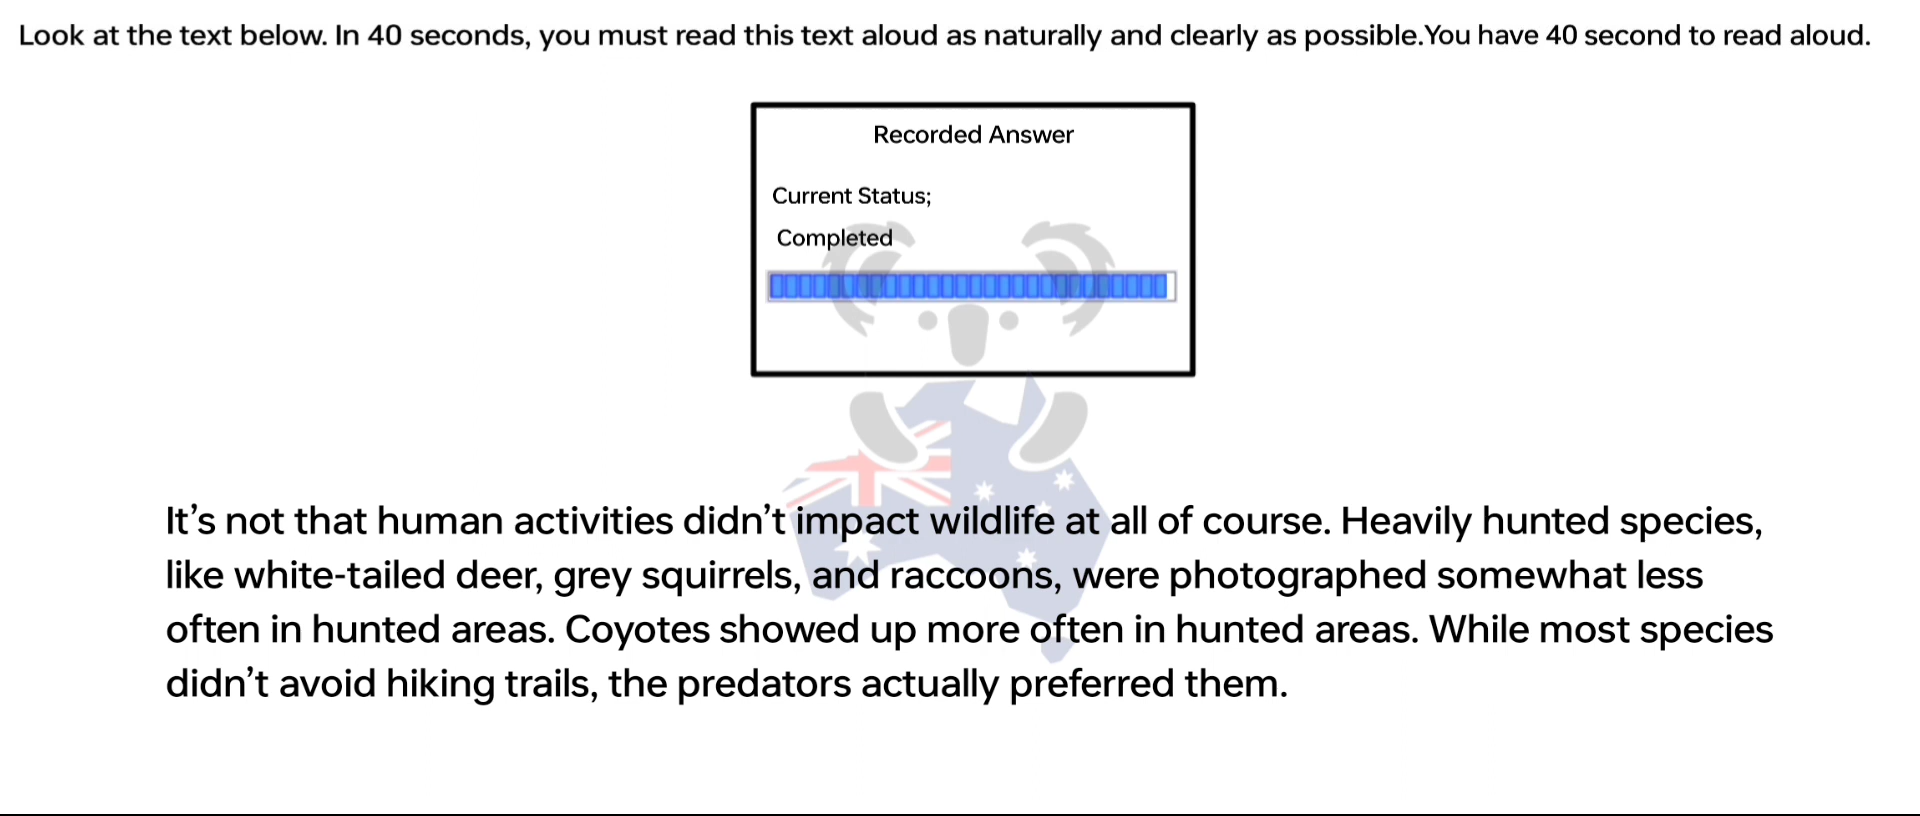 Look at the text below. In 40 seconds, you must read this text aloud as naturally and clearly as possible.You have 40 second to read aloud.
Recorded Answer
Current Status;
Completed
It’s not that human activities didn’t impact wildlife at all of course. Heavily hunted species,
like white-tailed deer, grey squirrels, and raccoons, were photographed somewhat less
often in hunted areas. Coyotes showed up more often in hunted areas. While most species
didn’t avoid hiking trails, the predators actually preferred them.